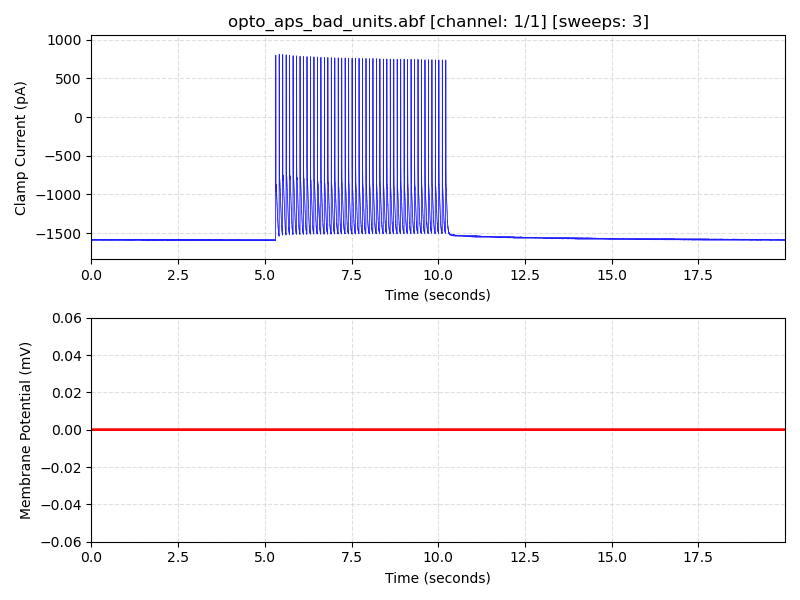 opto_aps_bad_units.abf [channel: 1/1] [sweeps: 3]
Clamp Current (pA)
1000
500
0
−500
−1000
−1500
0.0 2.5 5.0 7.5 10.0 12.5 15.0 17.5
Time (seconds)
Membrane Potential (mV)
0.06
0.04
0.02
0.00
−0.02
−0.04
−0.06
0.0 2.5 5.0 7.5 10.0 12.5 15.0 17.5
Time (seconds)